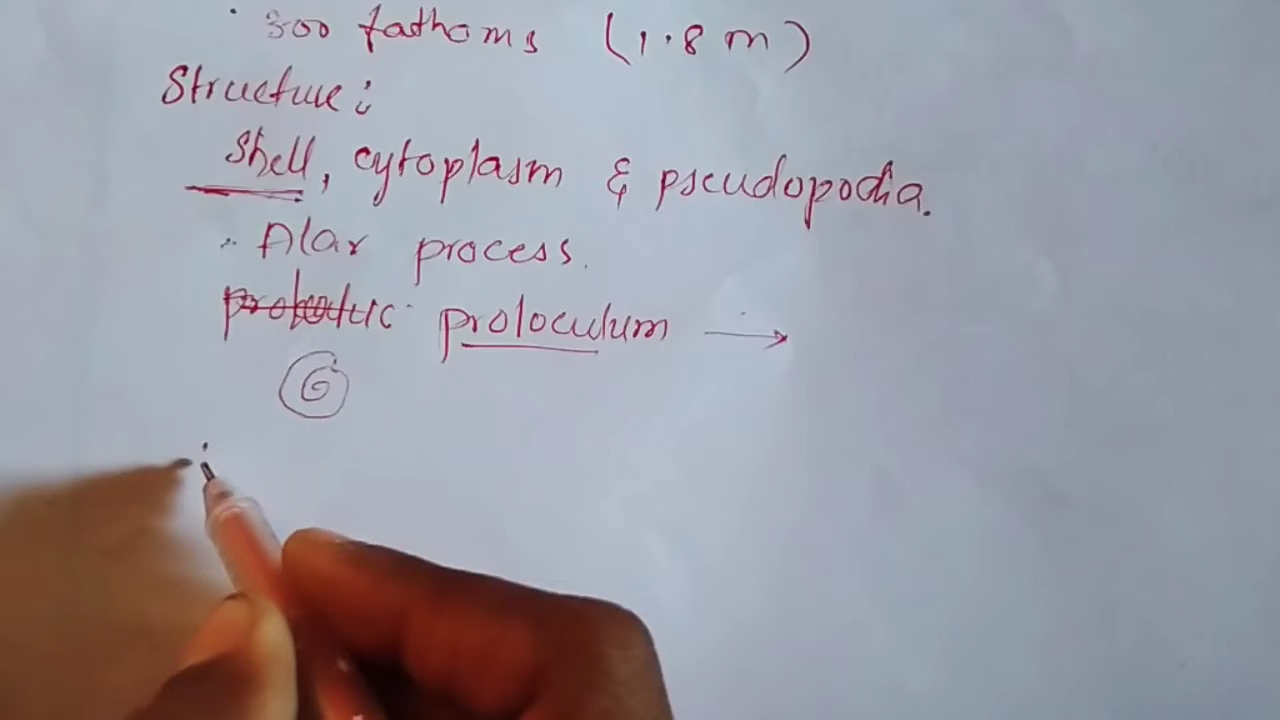 300 fathoms (1.8 m)
Structure:
Shell, cytoplasm & pseudopodia.
Alar process.
proloculum →